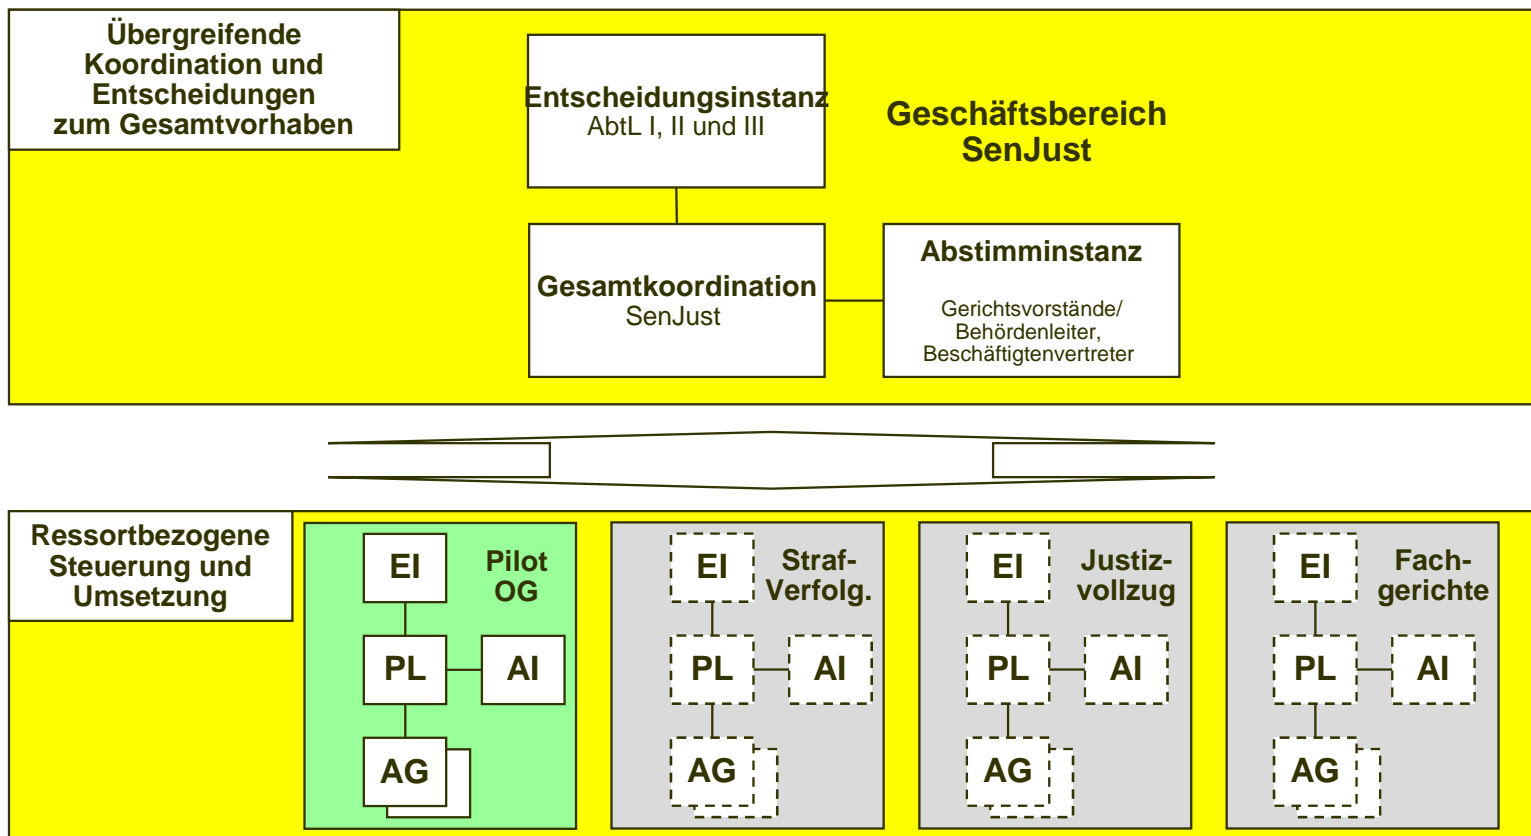 Übergreifende
Koordination und
Entscheidungen
zum Gesamtvorhaben
Entscheidungsinstanz
AbtL I, II und III
Geschäftsbereich
SenJust
Gesamtkoordination
SenJust
Abstimminstanz
Gerichtsvorstände/
Behördenleiter,
Beschäftigtenvertreter
Ressortbezogene
Steuerung und
Umsetzung
EI
Pilot
OG
PL
AI
AG
EI
Straf-
Verfolg.
PL
AI
AG
EI
Justiz-
vollzug
PL
AI
AG
EI
Fach-
gerichte
PL
AI
AG